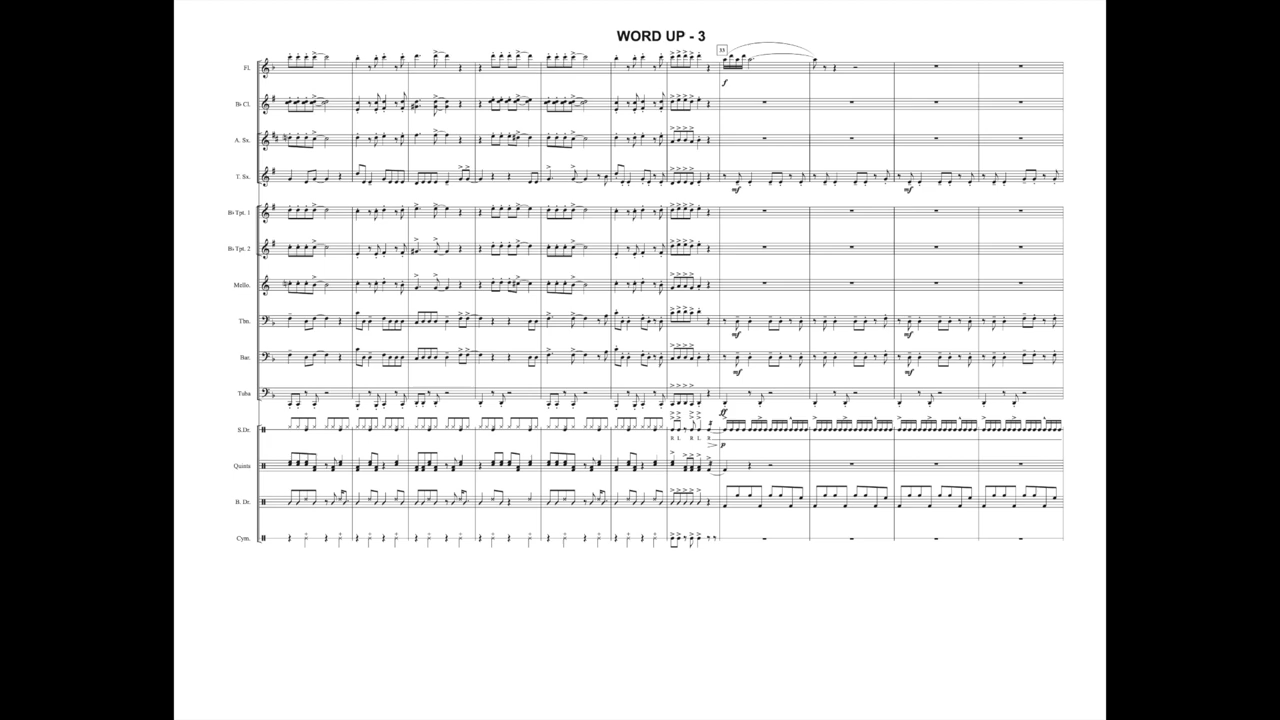 WORD UP - 3
33
Fl.
f
B♭ Cl.
A. Sx.
T. Sx.
mf
mf
B♭ Tpt. 1
B♭ Tpt. 2
Mello.
Tbn.
mf
mf
Bar.
mf
mf
Tuba
ff
S.Dr.
R L R L R
p
Quints
B. Dr.
Cym.